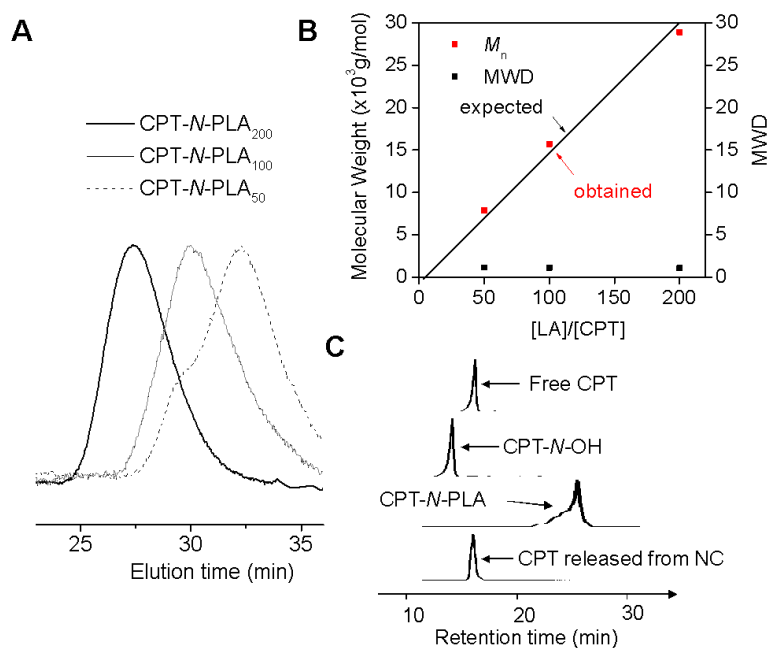 A
CPT-N-PLA200
CPT-N-PLA100
CPT-N-PLA50
25
30
35
Elution time (min)
B
Molecular Weight (x10³g/mol)
30
25
20
15
10
5
0
Mn
MWD
expected
obtained
30
25
20
15
10
5
0
MWD
0
50
100
150
200
[LA]/[CPT]
C
Free CPT
CPT-N-OH
CPT-N-PLA
CPT released from NC
10
20
30
Retention time (min)